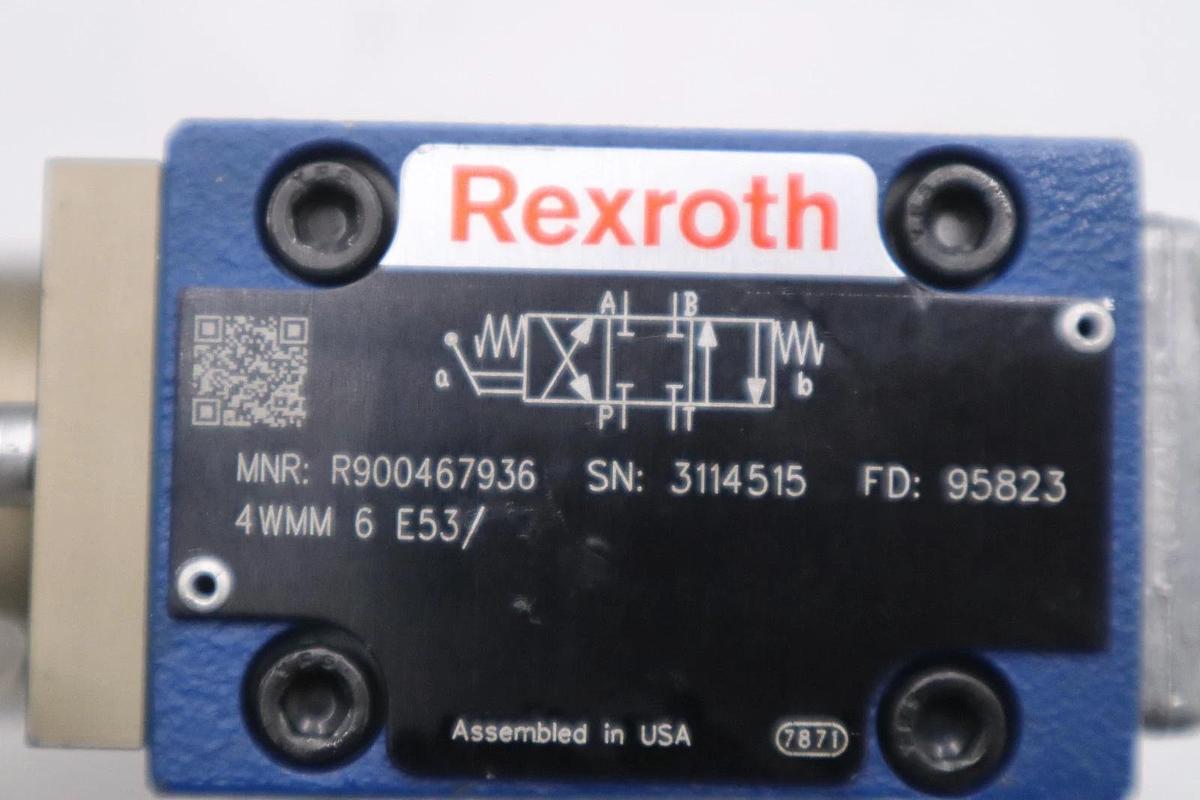 Rexroth
A B
a b
P T
MNR: R900467936 SN: 3114515 FD: 95823
4WMM 6 E53/
Assembled in USA 7871